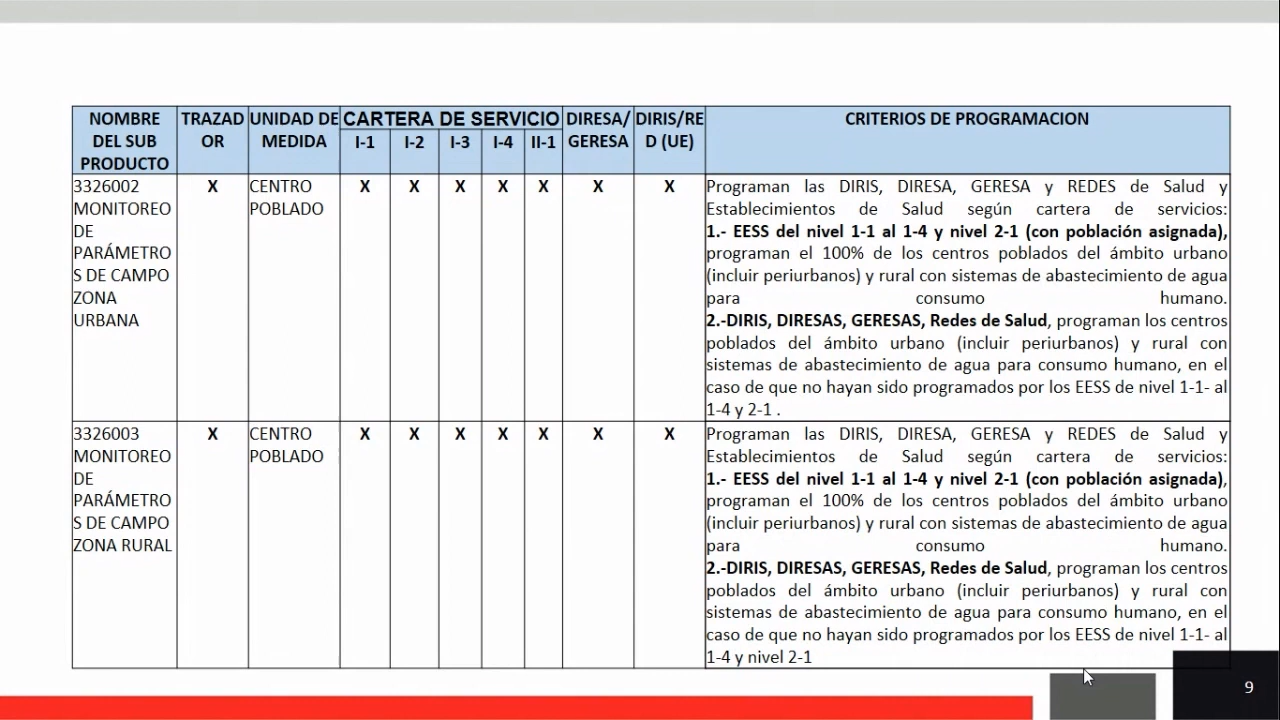 NOMBRE DEL SUB PRODUCTO
TRAZAD
OR
UNIDAD DE
MEDIDA
CARTERA DE SERVICIO
I-1 I-2 I-3 I-4 II-1
DIRESA/
GERESA
DIRIS/RE
D (UE)
CRITERIOS DE PROGRAMACION
3326002
MONITOREO
DE
PARÁMETRO
S DE CAMPO
ZONA
URBANA
X
CENTRO
POBLADO
X X X X X X X
Programan las DIRIS, DIRESA, GERESA y REDES de Salud y
Establecimientos de Salud según cartera de servicios:
1.- EESS del nivel 1-1 al 1-4 y nivel 2-1 (con población asignada),
programan el 100% de los centros poblados del ámbito urbano
(incluir periurbanos) y rural con sistemas de abastecimiento de agua
para consumo humano.
2.-DIRIS, DIRESAS, GERESAS, Redes de Salud, programan los centros
poblados del ámbito urbano (incluir periurbanos) y rural con
sistemas de abastecimiento de agua para consumo humano, en el
caso de que no hayan sido programados por los EESS de nivel 1-1- al
1-4 y 2-1 .
3326003
MONITOREO
DE
PARÁMETRO
S DE CAMPO
ZONA RURAL
X
CENTRO
POBLADO
X X X X X X X
Programan las DIRIS, DIRESA, GERESA y REDES de Salud y
Establecimientos de Salud según cartera de servicios:
1.- EESS del nivel 1-1 al 1-4 y nivel 2-1 (con población asignada),
programan el 100% de los centros poblados del ámbito urbano
(incluir periurbanos) y rural con sistemas de abastecimiento de agua
para consumo humano.
2.-DIRIS, DIRESAS, GERESAS, Redes de Salud, programan los centros
poblados del ámbito urbano (incluir periurbanos) y rural con
sistemas de abastecimiento de agua para consumo humano, en el
caso de que no hayan sido programados por los EESS de nivel 1-1- al
1-4 y nivel 2-1
9